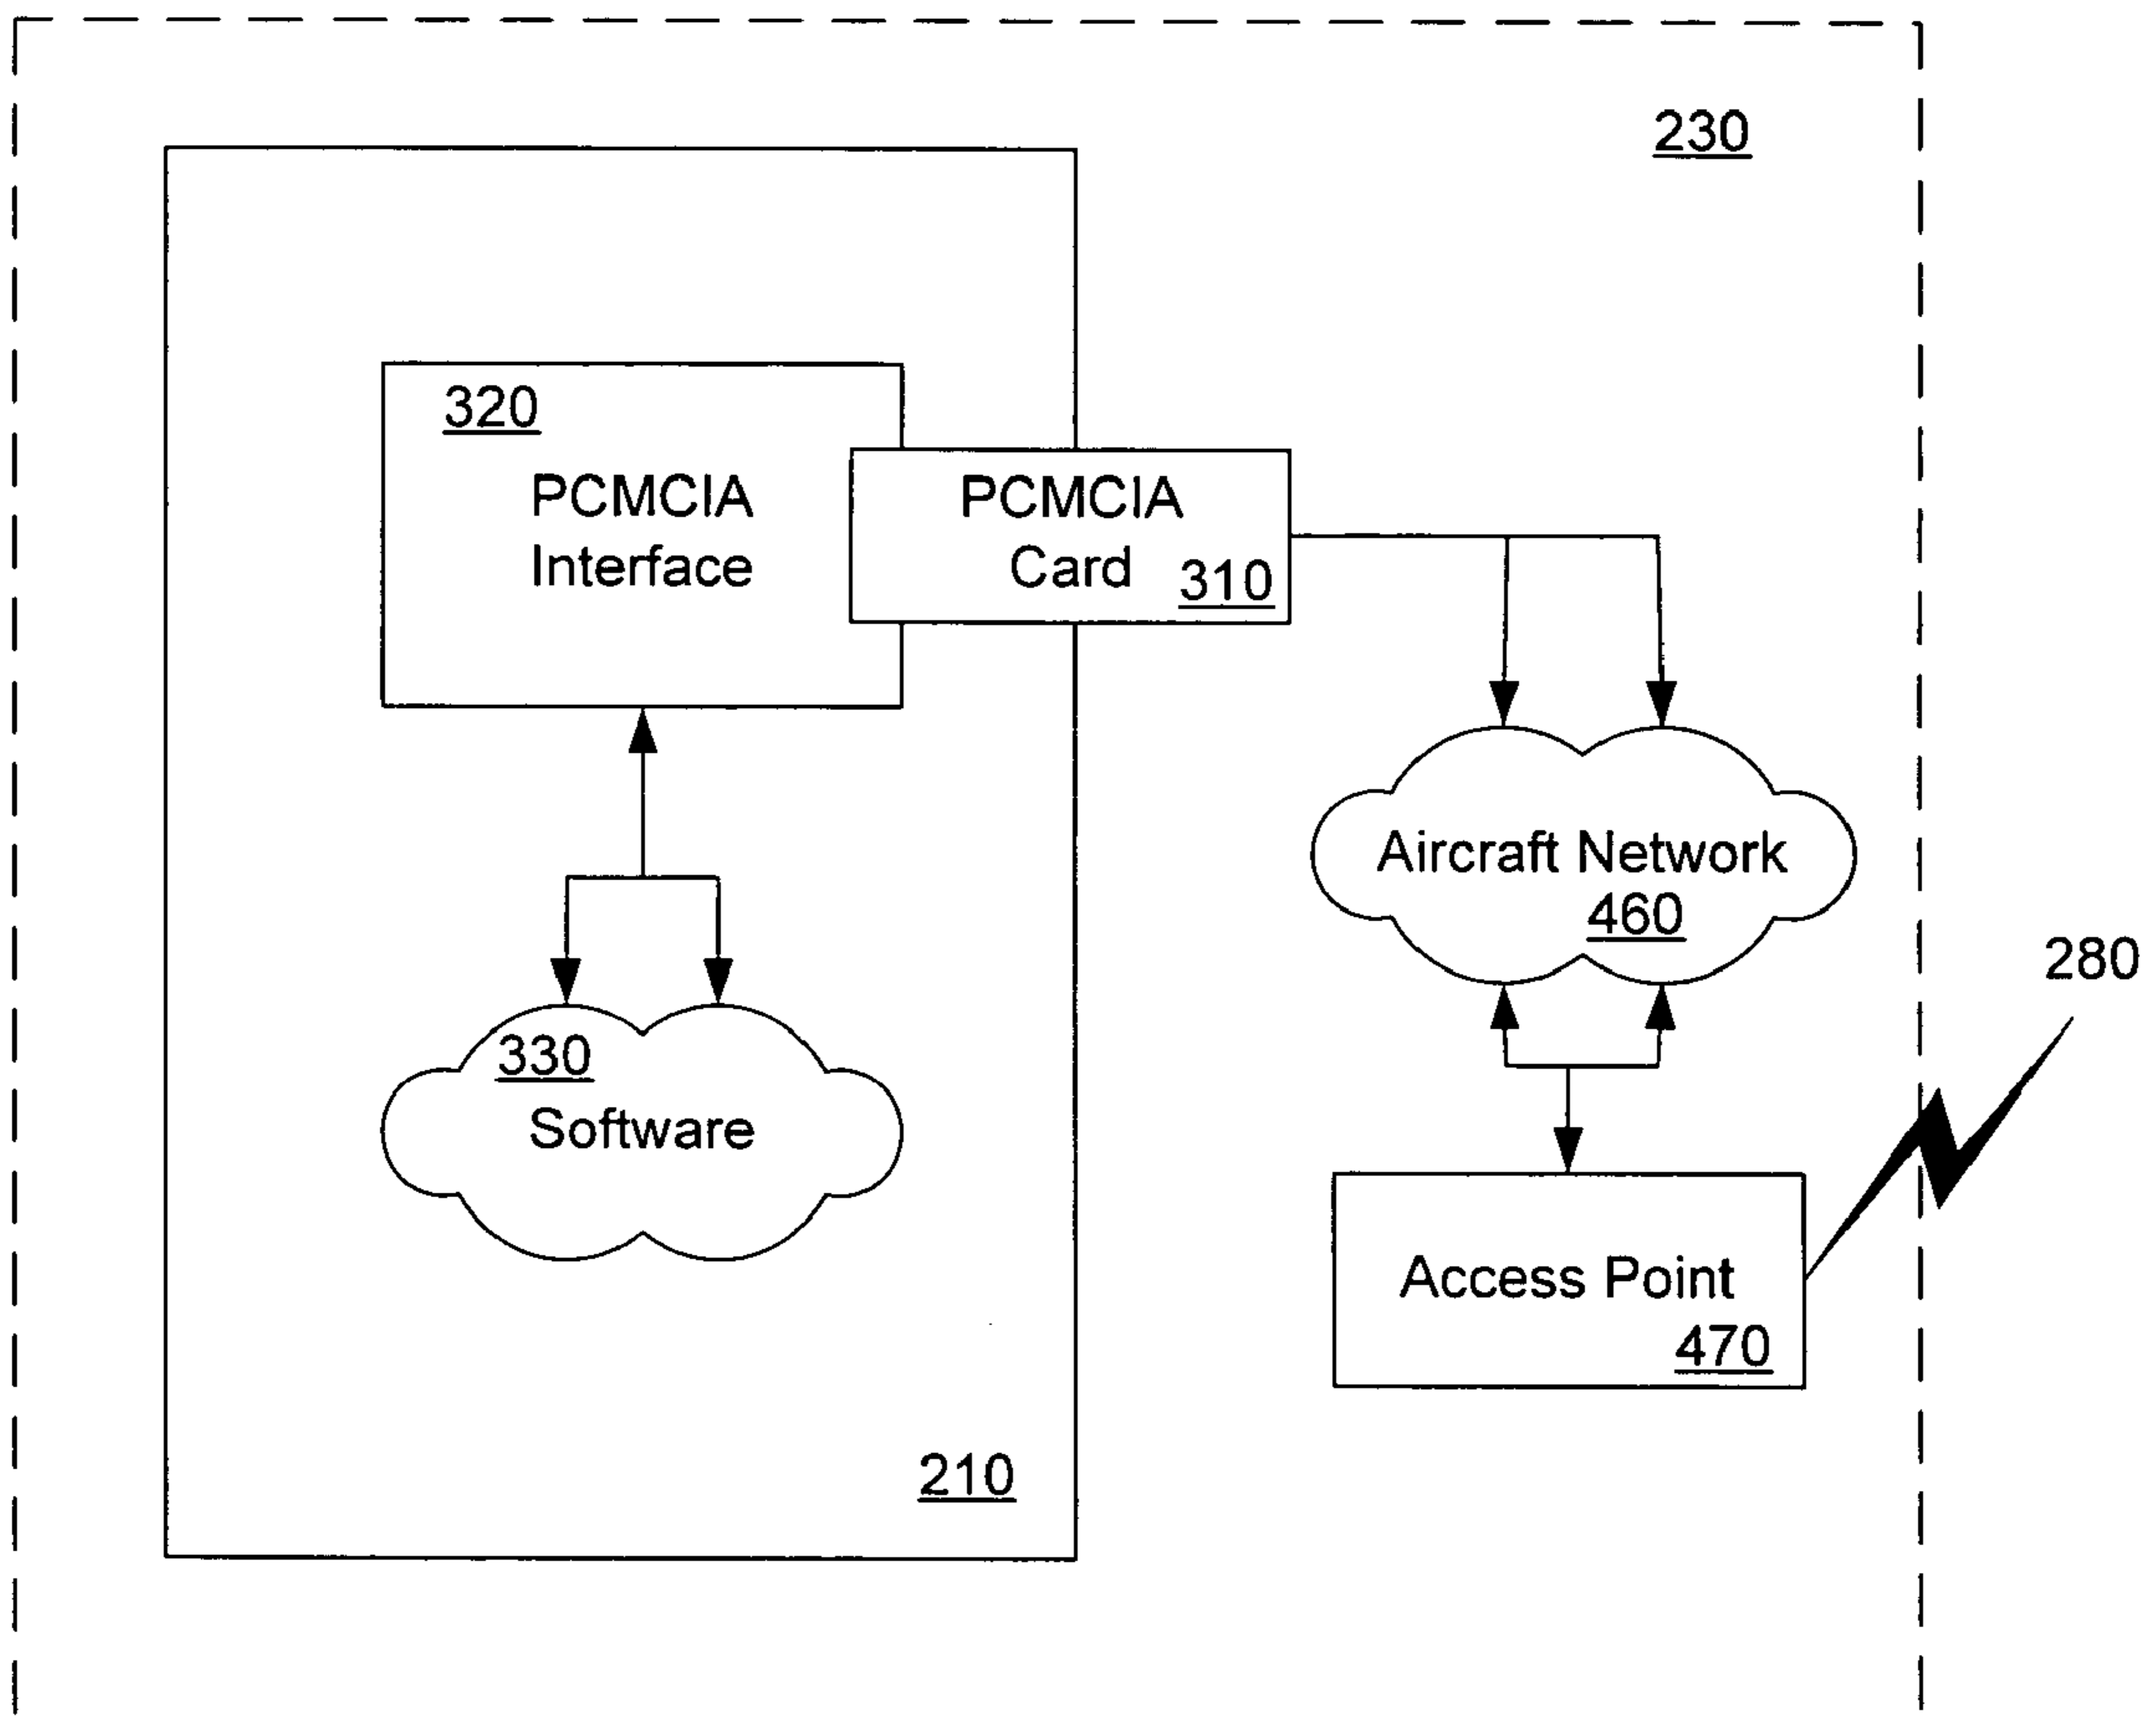 230
320
PCMCIA
Interface
PCMCIA
Card
310
Aircraft Network
460
280
330
Software
Access Point
470
210